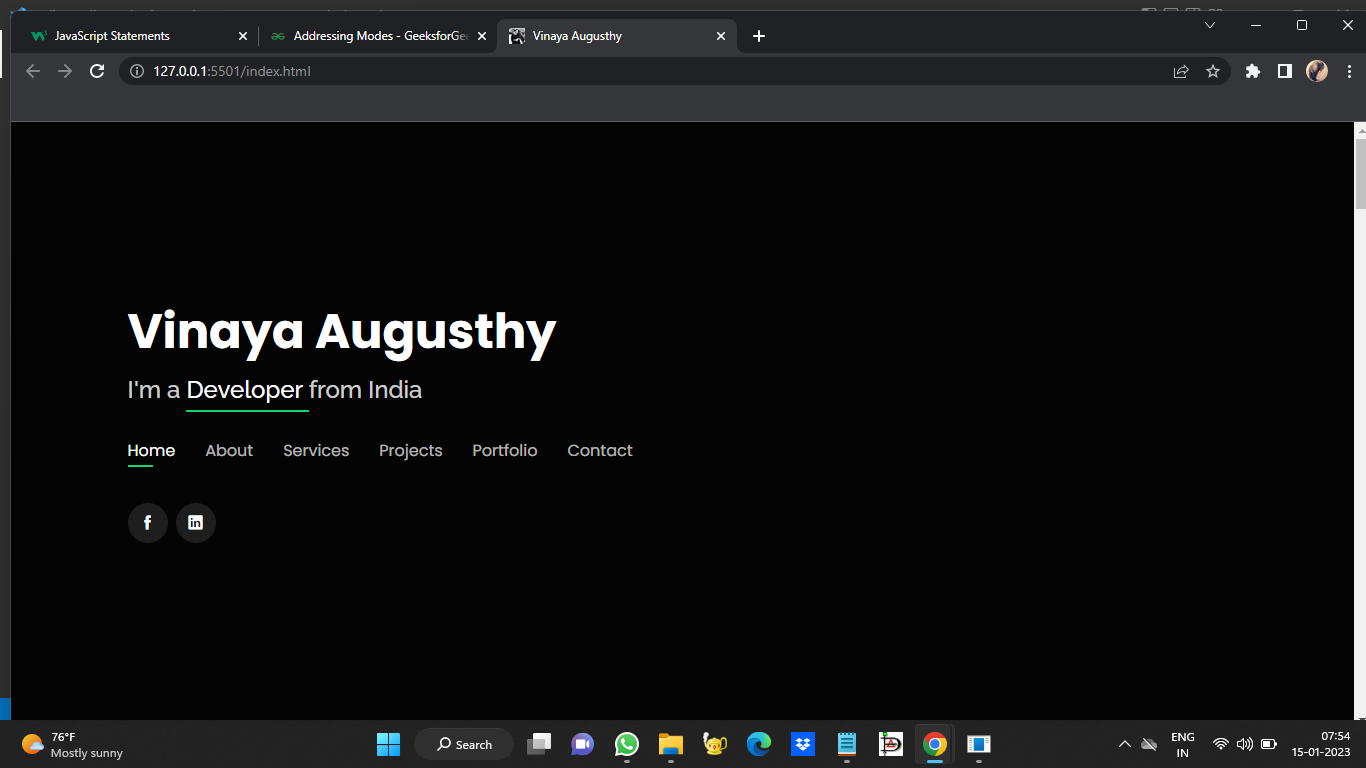 JavaScript Statements
Addressing Modes - GeeksforGee
Vinaya Augusthy
127.0.0.1:5501/index.html
Vinaya Augusthy
I'm a Developer from India
Home About Services Projects Portfolio Contact
76°F
Mostly sunny
Search
ENG
IN
07:54
15-01-2023